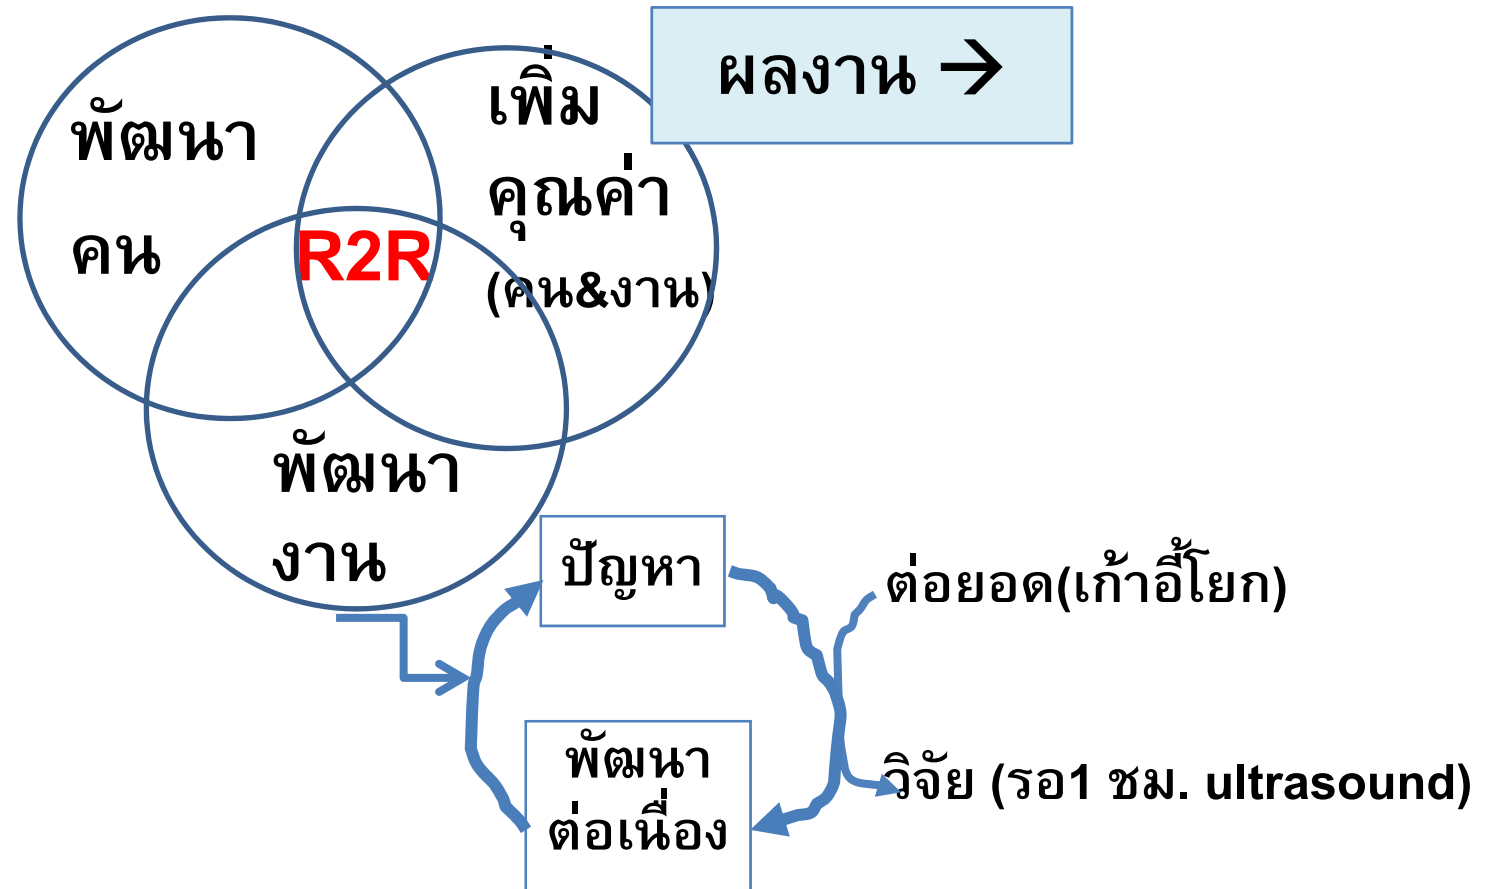 ผลงาน →
พัฒนา
คน
เพิ่ม
คุณค่า
(คน&งาน)
R2R
พัฒนา
งาน
ปัญหา
ต่อยอด(เก้าอี้โยก)
พัฒนา
ต่อเนื่อง
วิจัย (รอ1 ชม. ultrasound)